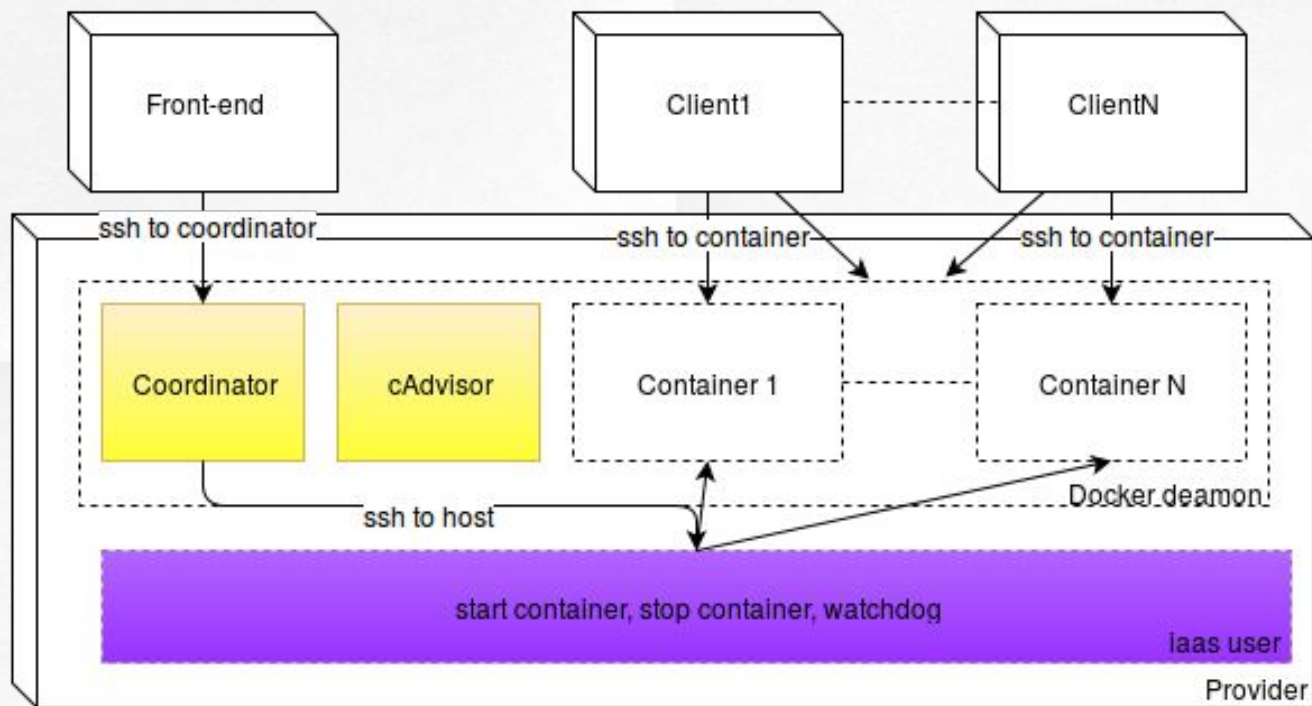 Front-end
Client1
ClientN
ssh to coordinator
ssh to container
ssh to container
Coordinator
cAdvisor
Container 1
Container N
Docker deamon
ssh to host
start container, stop container, watchdog
iaas user
Provider